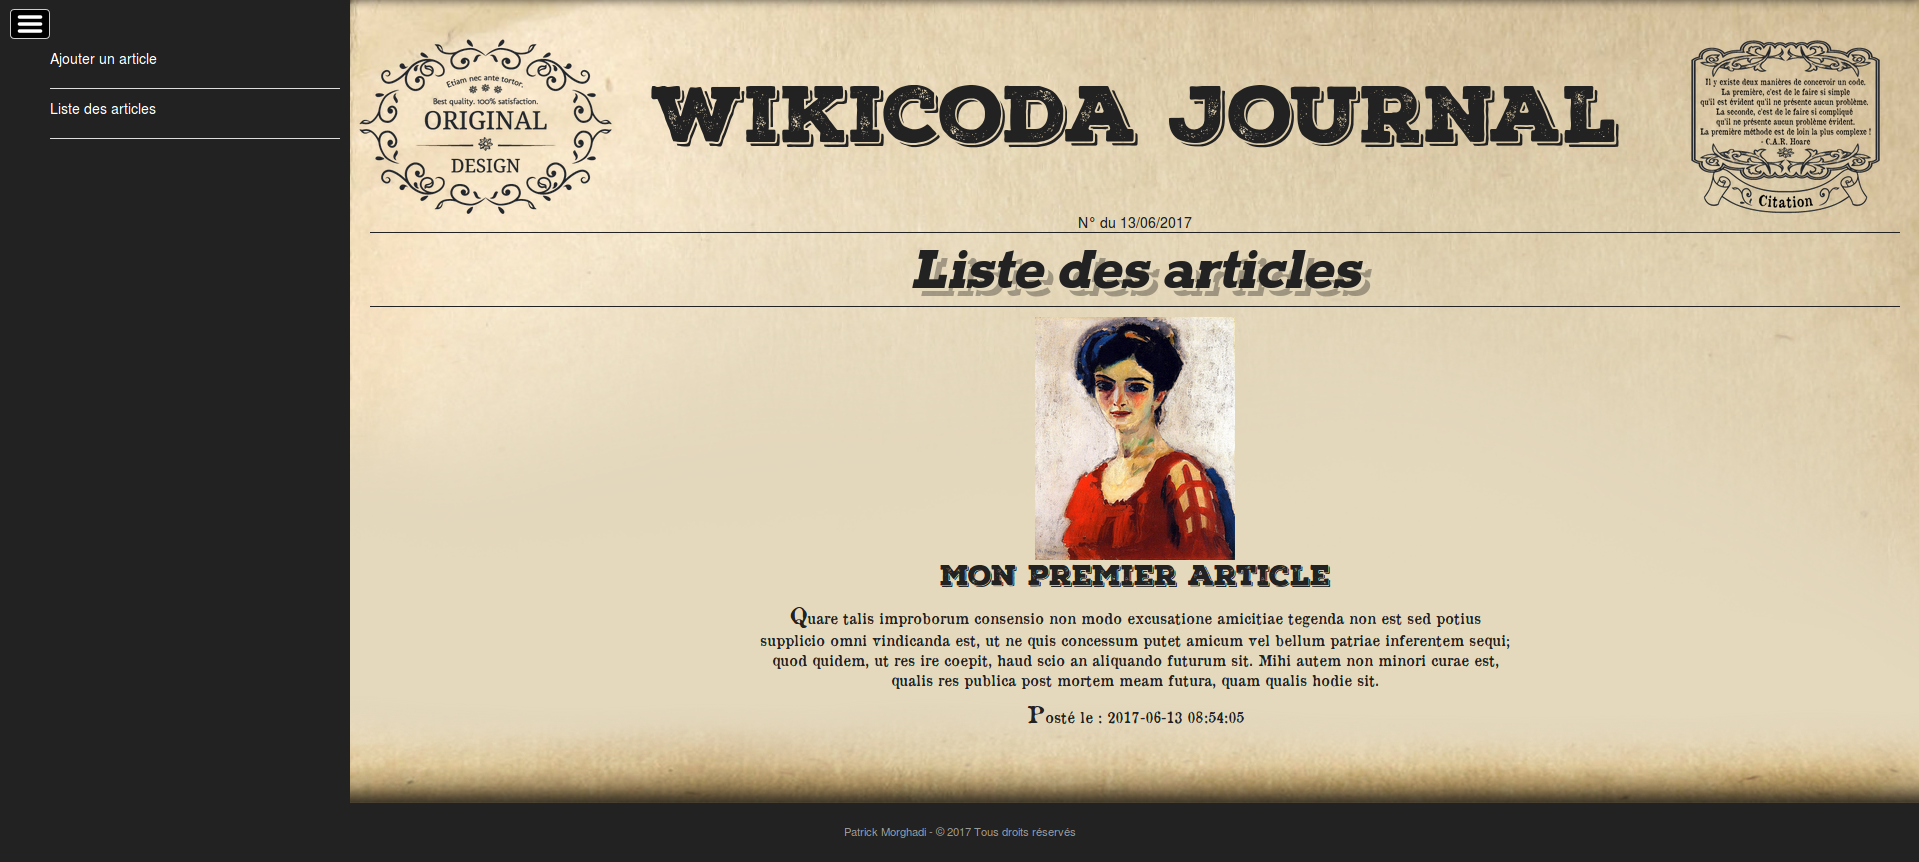 Ajouter un article
Liste des articles
Etiam nec ante tortor.
Best quality. 100% satisfaction.
ORIGINAL
DESIGN
WIKICODA JOURNAL
Il y existe deux manières de concevoir un code.
La première, c'est de le faire si simple
qu'il est évident qu'il ne présente aucun problème.
La seconde, c'est de le faire si compliqué
qu'il ne présente aucun problème évident.
La première méthode est de loin la plus complexe !
- C.A.R. Hoare
Citation
N° du 13/06/2017
Liste des articles
MON PREMIER ARTICLE
Quare talis improborum consensio non modo excusatione amicitiae tegenda non est sed potius
supplicio omni vindicanda est, ut ne quis concessum putet amicum vel bellum patriae inferentem sequi;
quod quidem, ut res ire coepit, haud scio an aliquando futurum sit. Mihi autem non minori curae est,
qualis res publica post mortem meam futura, quam qualis hodie sit.
Posté le : 2017-06-13 08:54:05
Patrick Morghadi - © 2017 Tous droits réservés